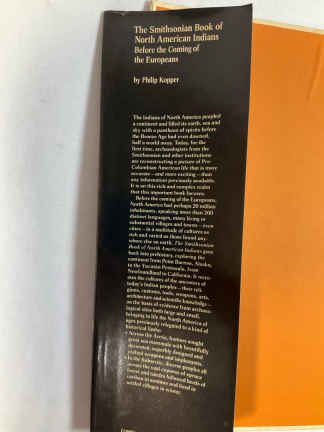 The Smithsonian Book of
North American Indians
Before the Coming of
the Europeans
by Philip Kopper
The Indians of North America peopled
a continent and filled its earth, sea and
sky with a pantheon of spirits before
the Bronze Age had even dawned,
half a world away. Today, for the
first time, archaeologists from the
Smithsonian and other institutions
are reconstructing a picture of Pre-
Columbian American life that is more
accurate – and more exciting – than
any information previously available.
It is on this rich and complex realm
that this important book focuses.
Before the coming of the Europeans,
North America had perhaps 20 million
inhabitants, speaking more than 200
distinct languages, many living in
substantial villages and towns – even
cities – in a multitude of cultures as
rich and varied as those found any-
where else on earth. The Smithsonian
Book of North American Indians goes
back into prehistory, exploring the
continent from Point Barrow, Alaska,
to the Yucatan Peninsula, from
Newfoundland to California. It recre-
ates the cultures of the ancestors of
today's Indian peoples – their reli-
gions, customs, tools, weapons, arts,
architecture and scientific knowledge –
on the basis of evidence from archaeo-
logical sites both large and small,
bringing to life the North America of
ages previously relegated to a kind of
historical limbo.
Across the Arctic, hunters sought
great sea mammals with beautifully
decorated, superbly designed and
crafted weapons and implements.
In the Subarctic, diverse peoples all
across the vast expanse of spruce
forest and tundra followed herds of
caribou in summer and lived in
settled villages in winter.